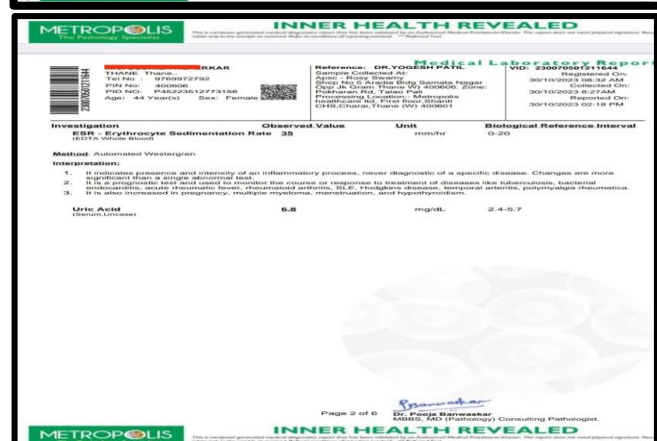 METROPOLIS
The Pathology Specialists
INNER HEALTH REVEALED
Medical Laboratory Report
RKAR
THANE Thane..
Tel No : 9769972792
PIN No: 400606
PID NO: P46223512773156
Age: 44 Year(s) Sex: Female
230070501211644
Reference: DR.YOGESH PATIL
Sample Collected At:
Apsc - Rosy Swamy
Shop No 5 Aradia Bldg Samata Nagar
Opp Jk Gram Thane W) 400606. Zone:
Pokharan Rd, Talao Pali
Processing Location:- Metropolis
healthcare ltd, First floor,Shanti
CHS,Charai,Thane (W) 400601
VID: 230070501211644
Registered On:
30/10/2023 08:32 AM
Collected On:
30/10/2023 8:27AM
Reported On:
30/10/2023 02:18 PM
Investigation Observed Value Unit Biological Reference Interval
ESR - Erythrocyte Sedimentation Rate 35 mm/hr 0-20
(EDTA Whole Blood)
Method: Automated Westergren
Interpretation:
1. It indicates presence and intensity of an inflammatory process, never diagnostic of a specific disease. Changes are more
significant than a single abnormal test.
2. It is a prognostic test and used to monitor the course or response to treatment of diseases like tuberculosis, bacterial
endocarditis, acute rheumatic fever, rheumatoid arthritis, SLE, Hodgkins disease, temporal arteritis, polymyalgia rheumatica.
3. It is also increased in pregnancy, multiple myeloma, menstruation, and hypothyroidism.
Uric Acid 6.8 mg/dL 2.4-5.7
(Serum,Uricase)
Page 2 of 6
Dr. Pooja Banwaskar
MBBS, MD (Pathology) Consulting Pathologist.
METROPOLIS
INNER HEALTH REVEALED